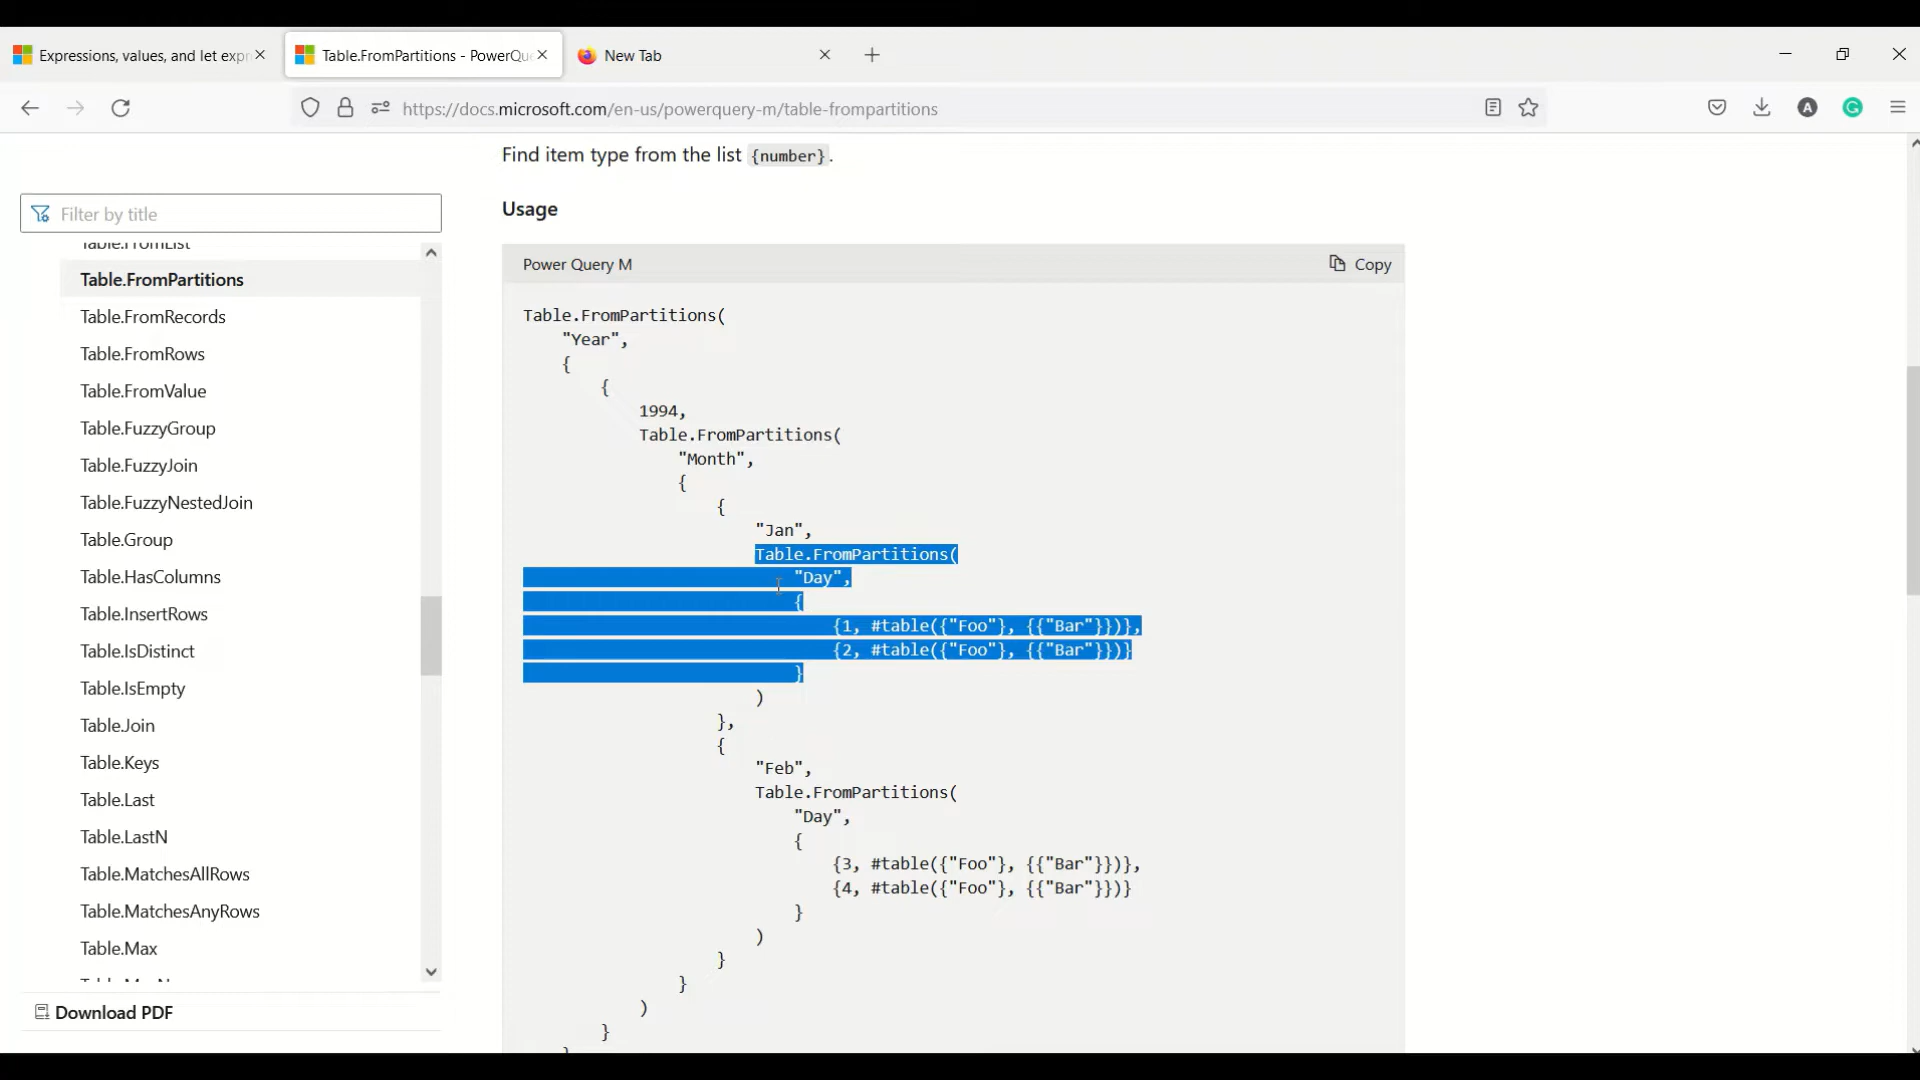 Expressions, values, and let expr
Table.FromPartitions - PowerQu
New Tab
https://docs.microsoft.com/en-us/powerquery-m/table-frompartitions
A
G
Find item type from the list {number}.
Filter by title
Usage
Table.FromList
Table.FromPartitions
Table.FromRecords
Table.FromRows
Table.FromValue
Table.FuzzyGroup
Table.FuzzyJoin
Table.FuzzyNestedJoin
Table.Group
Table.HasColumns
Table.InsertRows
Table.IsDistinct
Table.IsEmpty
Table.Join
Table.Keys
Table.Last
Table.LastN
Table.MatchesAllRows
Table.MatchesAnyRows
Table.Max
Download PDF
Power Query M
Copy
Table.FromPartitions(
"Year",
{
{
1994,
Table.FromPartitions(
"Month",
{
{
"Jan",
Table.FromPartitions(
"Day",
{
{1, #table({"Foo"}, {{"Bar"}})},
{2, #table({"Foo"}, {{"Bar"}})}
}
)
},
{
"Feb",
Table.FromPartitions(
"Day",
{
{3, #table({"Foo"}, {{"Bar"}})},
{4, #table({"Foo"}, {{"Bar"}})}
}
)
}
}
)
}